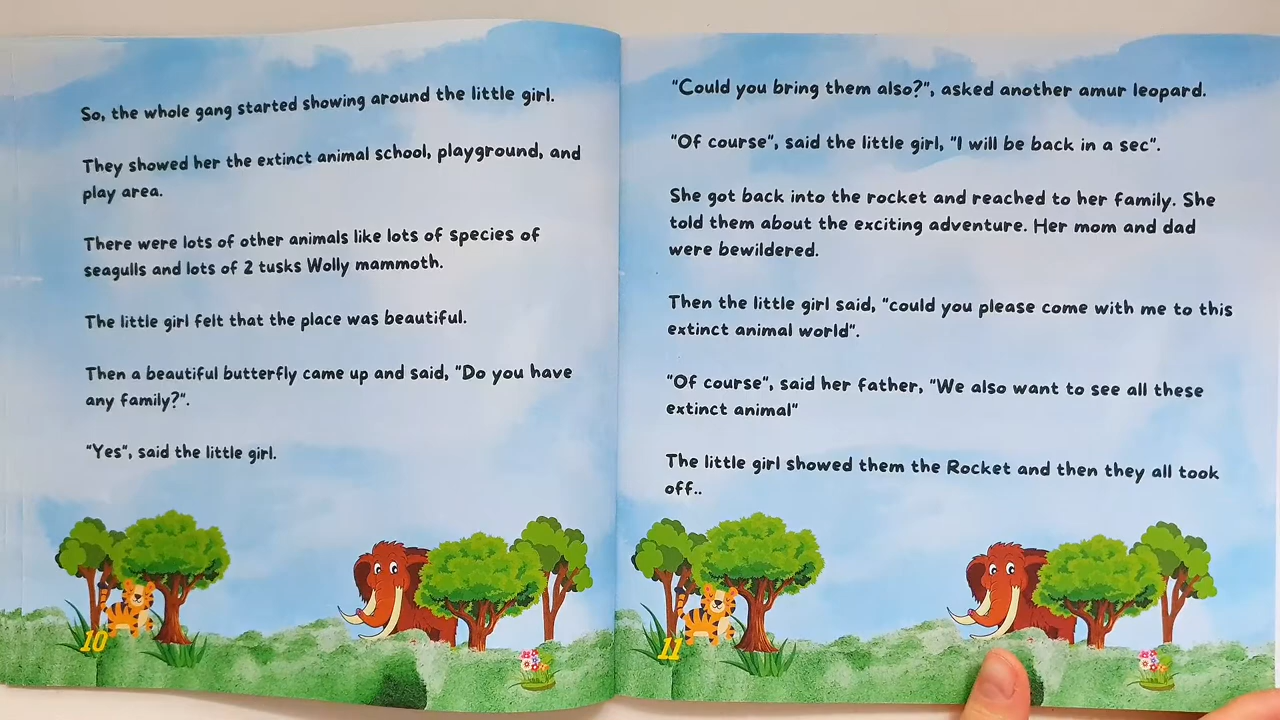 So, the whole gang started showing around the little girl.
They showed her the extinct animal school, playground, and
play area.
There were lots of other animals like lots of species of
seagulls and lots of 2 tusks Wolly mammoth.
The little girl felt that the place was beautiful.
Then a beautiful butterfly came up and said, "Do you have
any family?".
"Yes", said the little girl.
10
"Could you bring them also?", asked another amur leopard.
"Of course", said the little girl, "I will be back in a sec".
She got back into the rocket and reached to her family. She
told them about the exciting adventure. Her mom and dad
were bewildered.
Then the little girl said, "could you please come with me to this
extinct animal world".
"Of course", said her father, "We also want to see all these
extinct animal"
The little girl showed them the Rocket and then they all took
off..
11